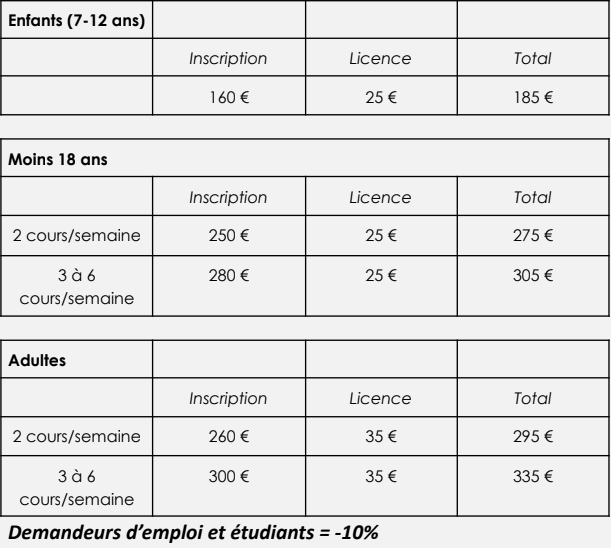 Enfants (7-12 ans)
Inscription Licence Total
160 € 25 € 185 €
Moins 18 ans
Inscription Licence Total
2 cours/semaine 250 € 25 € 275 €
3 à 6 280 € 25 € 305 €
cours/semaine
Adultes
Inscription Licence Total
2 cours/semaine 260 € 35 € 295 €
3 à 6 300 € 35 € 335 €
cours/semaine
Demandeurs d’emploi et étudiants = -10%